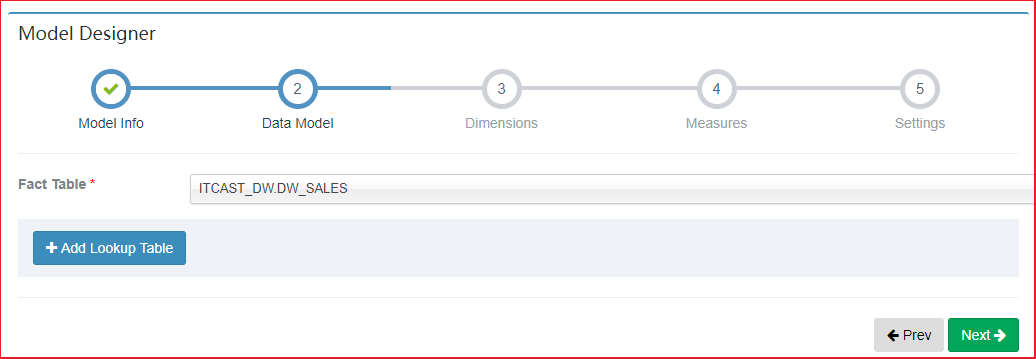 Model Designer
2 3 4 5
Model Info Data Model Dimensions Measures Settings
Fact Table * ITCAST_DW.DW_SALES
Add Lookup Table
Prev Next